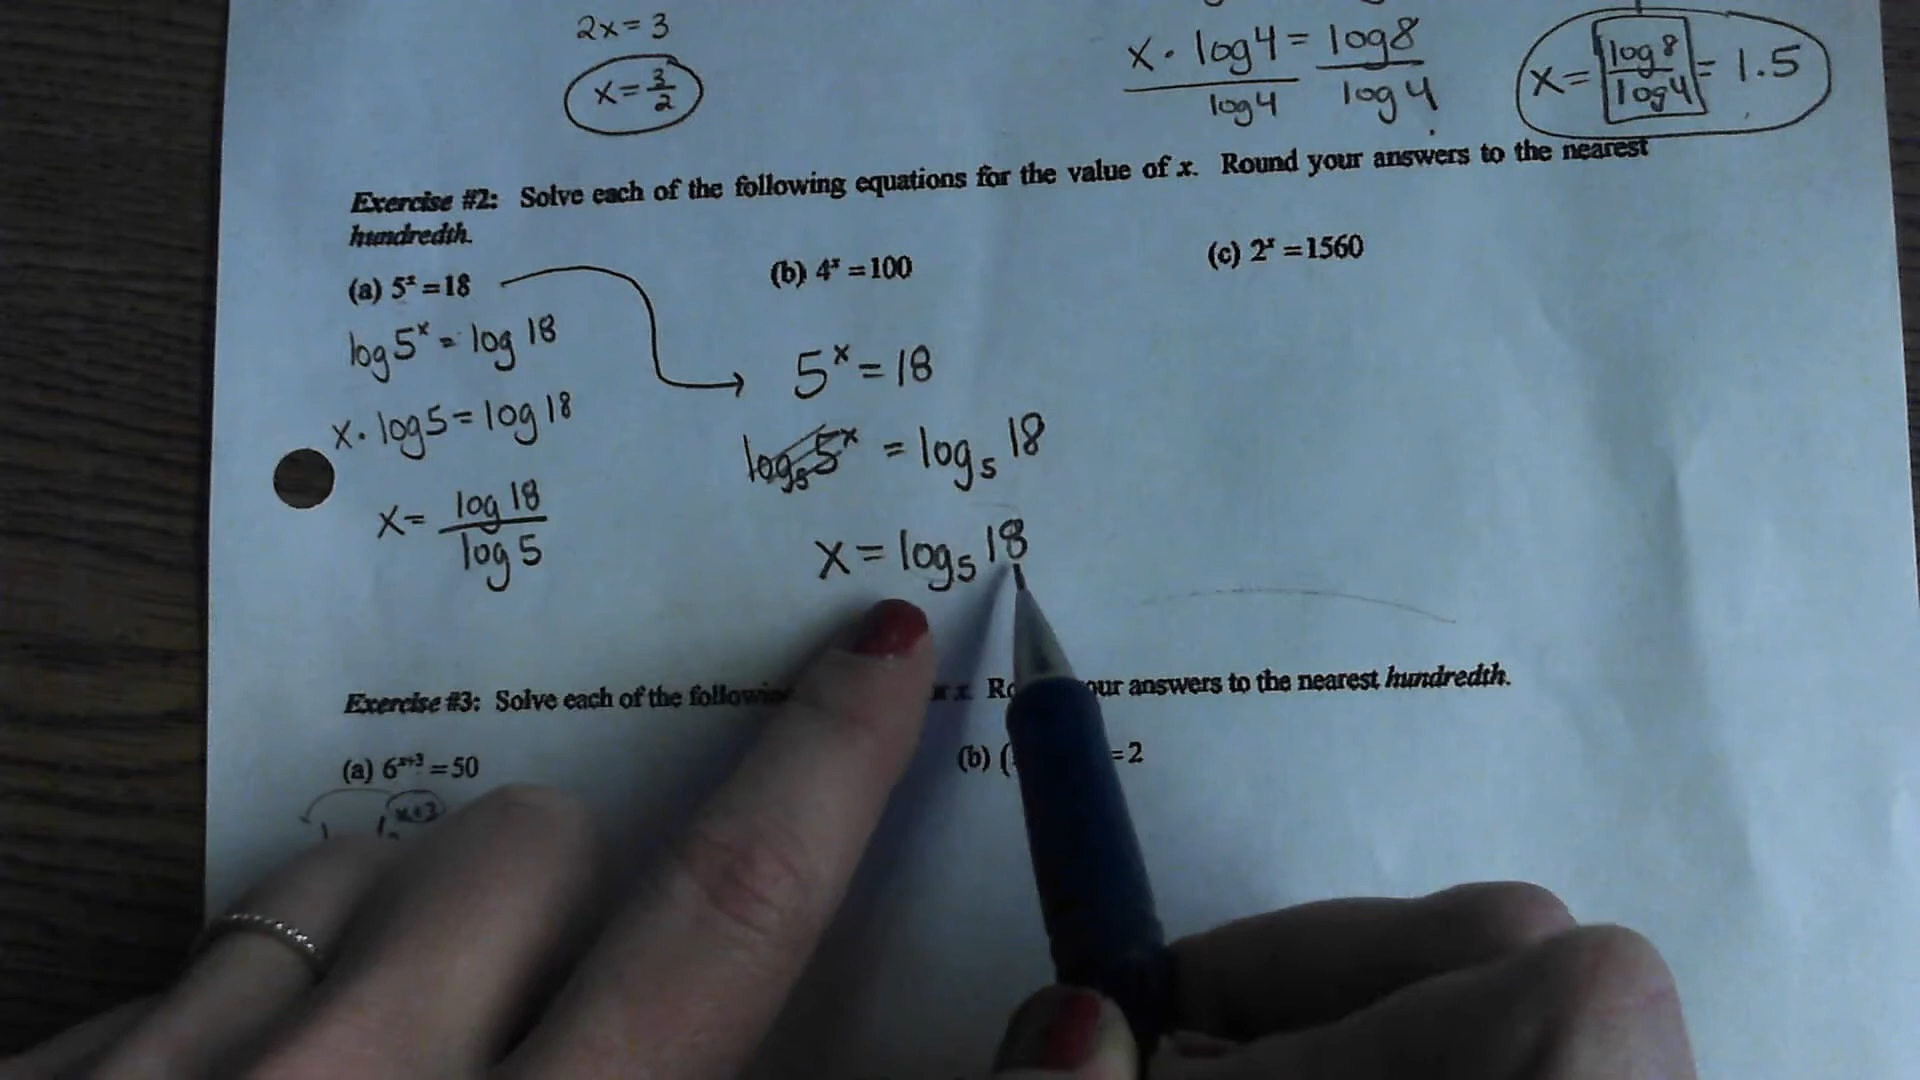 2x = 3
x = 3/2
x · log4 = log8
log4 log4
x = log8/log4 = 1.5
Exercise #2: Solve each of the following equations for the value of x. Round your answers to the nearest
hundredth.
(a) 5^x = 18
(b) 4^x = 100
(c) 2^x = 1560
log 5^x = log 18
x · log5 = log 18
x = log 18/log 5
5^x = 18
log₅5^x = log₅ 18
x = log₅ 18
Exercise #3: Solve each of the Round your answers to the nearest hundredth.
(a) 6^(x+3) = 50
(b) ( = 2
x+3